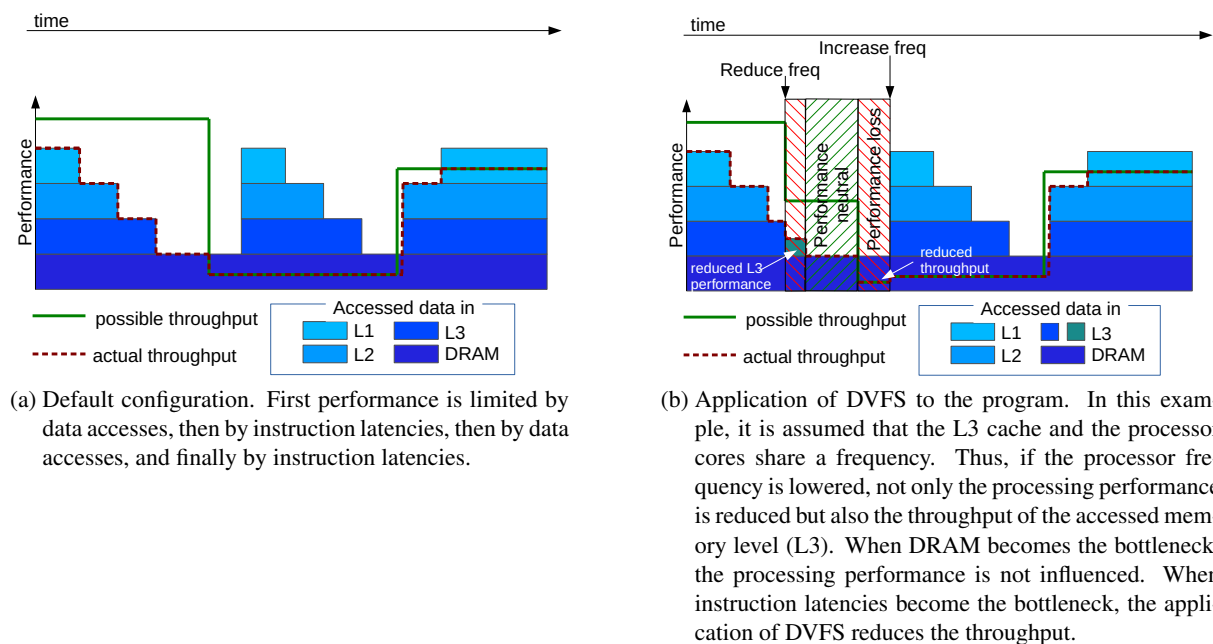 time
Performance
possible throughput
actual throughput
Accessed data in
L1
L3
L2
DRAM
(a) Default configuration. First performance is limited by
data accesses, then by instruction latencies, then by data
accesses, and finally by instruction latencies.
time
Increase freq
Reduce freq
Performance
Performance
neutral
Performance loss
reduced L3
performance
reduced
throughput
possible throughput
actual throughput
Accessed data in
L1
L3
L2
DRAM
(b) Application of DVFS to the program. In this exam-
ple, it is assumed that the L3 cache and the processor
cores share a frequency. Thus, if the processor fre-
quency is lowered, not only the processing performance
is reduced but also the throughput of the accessed mem-
ory level (L3). When DRAM becomes the bottleneck
the processing performance is not influenced. When
instruction latencies become the bottleneck, the appli-
cation of DVFS reduces the throughput.